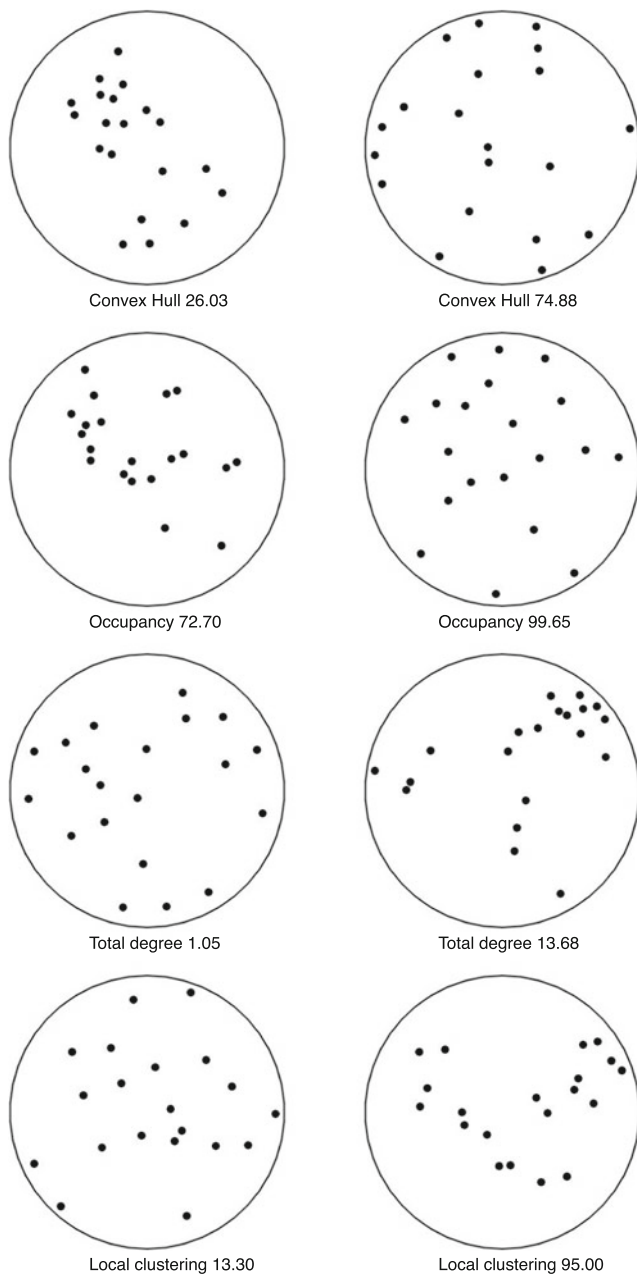 Convex Hull 26.03
Convex Hull 74.88
Occupancy 72.70
Occupancy 99.65
Total degree 1.05
Total degree 13.68
Local clustering 13.30
Local clustering 95.00